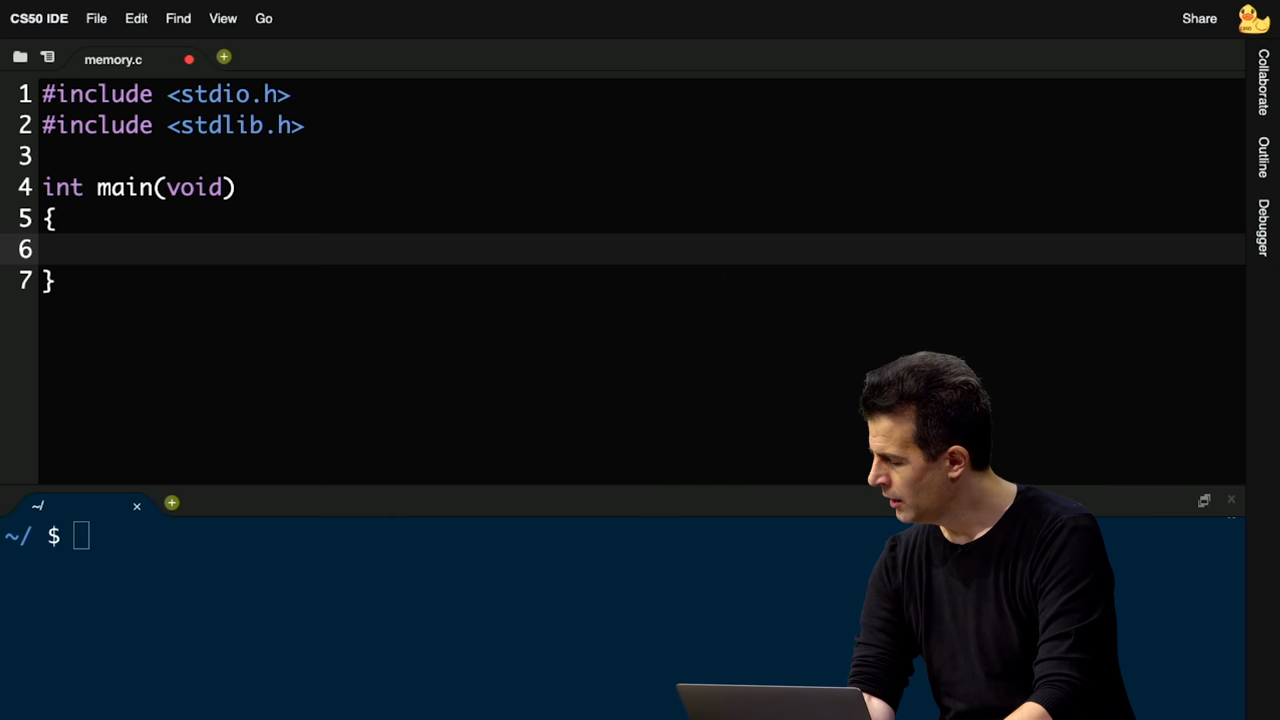 CS50 IDE File Edit Find View Go Share
memory.c
1 #include <stdio.h>
2 #include <stdlib.h>
3
4 int main(void)
5 {
6
7 }
~/
~/ $
Collaborate
Outline
Debugger